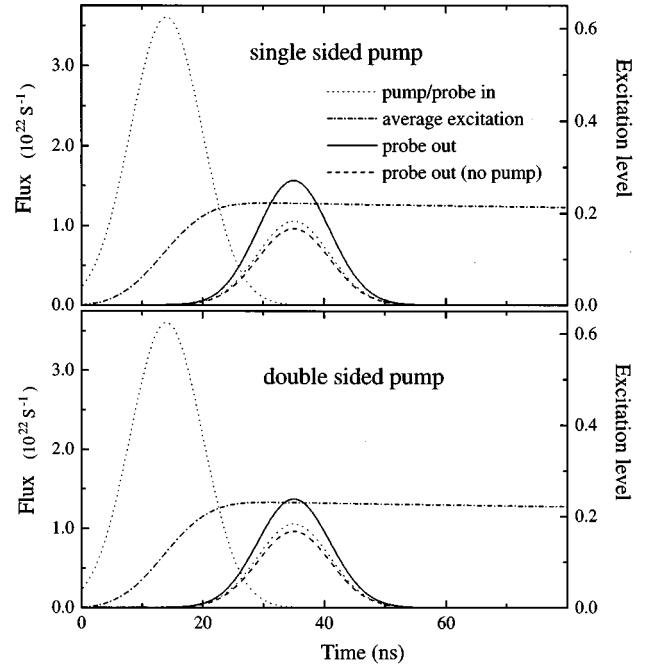 single sided pump
pump/probe in
average excitation
probe out
probe out (no pump)
Flux (10²² S⁻¹)
3.0
2.0
1.0
0.0
Excitation level
0.6
0.4
0.2
0.0
double sided pump
Flux (10²² S⁻¹)
3.0
2.0
1.0
0.0
Excitation level
0.6
0.4
0.2
0.0
0 20 40 60
Time (ns)